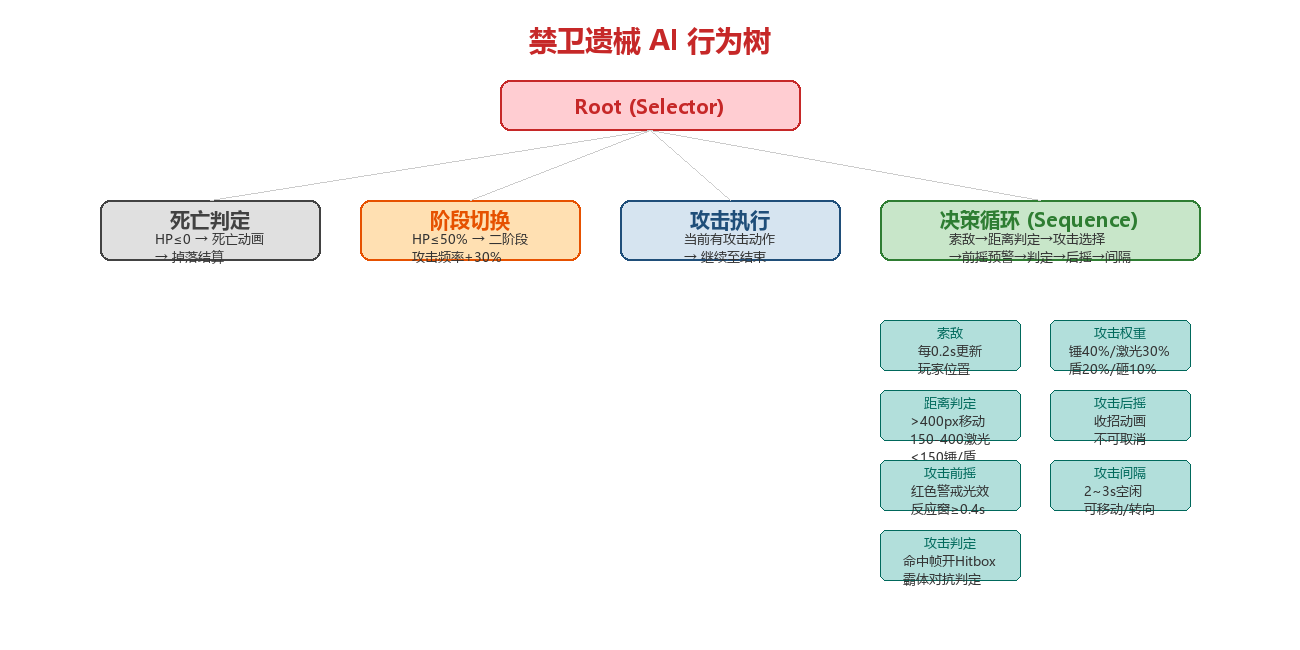 禁卫遗械 AI 行为树
Root (Selector)
死亡判定
HP≤0 → 死亡动画
→ 掉落结算
阶段切换
HP≤50% → 二阶段
攻击频率+30%
攻击执行
当前有攻击动作
→ 继续至结束
决策循环 (Sequence)
索敌→距离判定→攻击选择
→前摇预警→判定→后摇→间隔
索敌
每0.2s更新
玩家位置
攻击权重
锤40%/激光30%
盾20%/砸10%
距离判定
>400px移动
150-400激光
<150锤/盾
攻击后摇
收招动画
不可取消
攻击前摇
红色警戒光效
反应窗≥0.4s
攻击间隔
2~3s空闲
可移动/转向
攻击判定
命中帧开Hitbox
霸体对抗判定